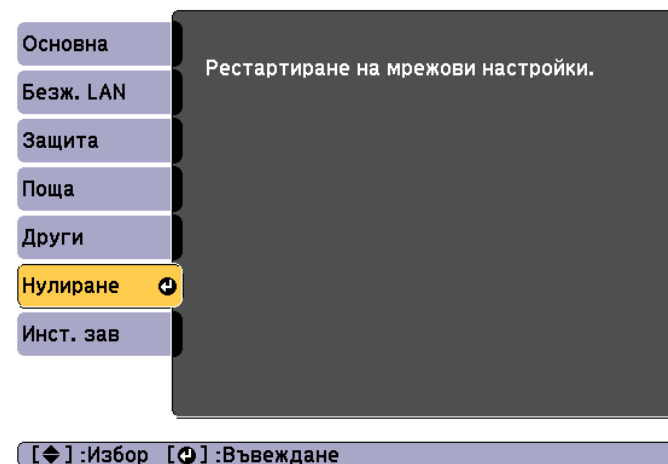 Основна
Безж. LAN
Защита
Поща
Други
Нулиране
Инст. зав
Рестартиране на мрежови настройки.
[◆] :Избор [⏎] :Въвеждане